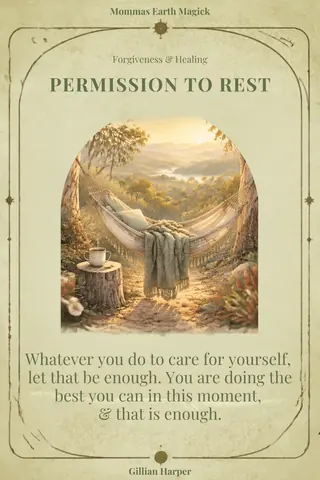 Mommas Earth Magick
Forgiveness & Healing
PERMISSION TO REST
Whatever you do to care for yourself,
let that be enough. You are doing the
best you can in this moment,
& that is enough.
Gillian Harper